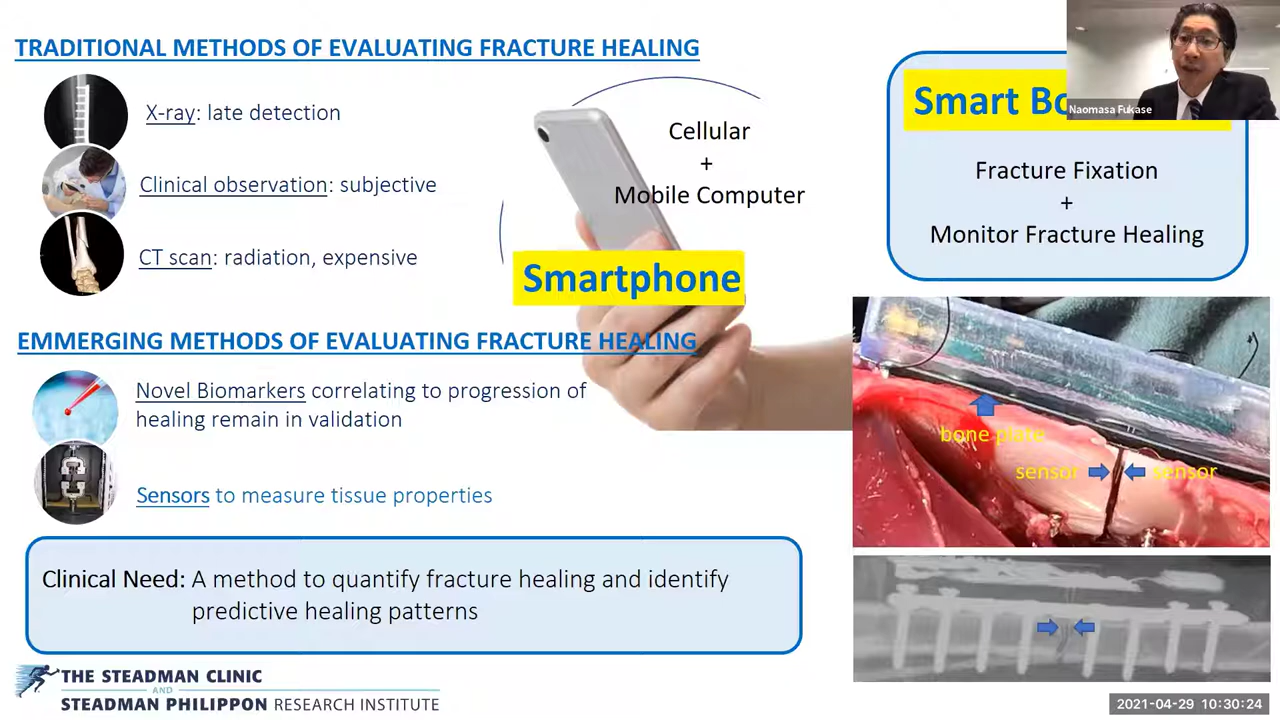 TRADITIONAL METHODS OF EVALUATING FRACTURE HEALING
X-ray: late detection
Clinical observation: subjective
CT scan: radiation, expensive
Cellular
+
Mobile Computer
Smartphone
EMMERGING METHODS OF EVALUATING FRACTURE HEALING
Novel Biomarkers correlating to progression of
healing remain in validation
Sensors to measure tissue properties
Clinical Need: A method to quantify fracture healing and identify
predictive healing patterns
THE STEADMAN CLINIC
AND
STEADMAN PHILIPPON RESEARCH INSTITUTE
Smart
Naomasa Fukase
Fracture Fixation
+
Monitor Fracture Healing
bone plate
sensor sensor
2021-04-29 10:30:24